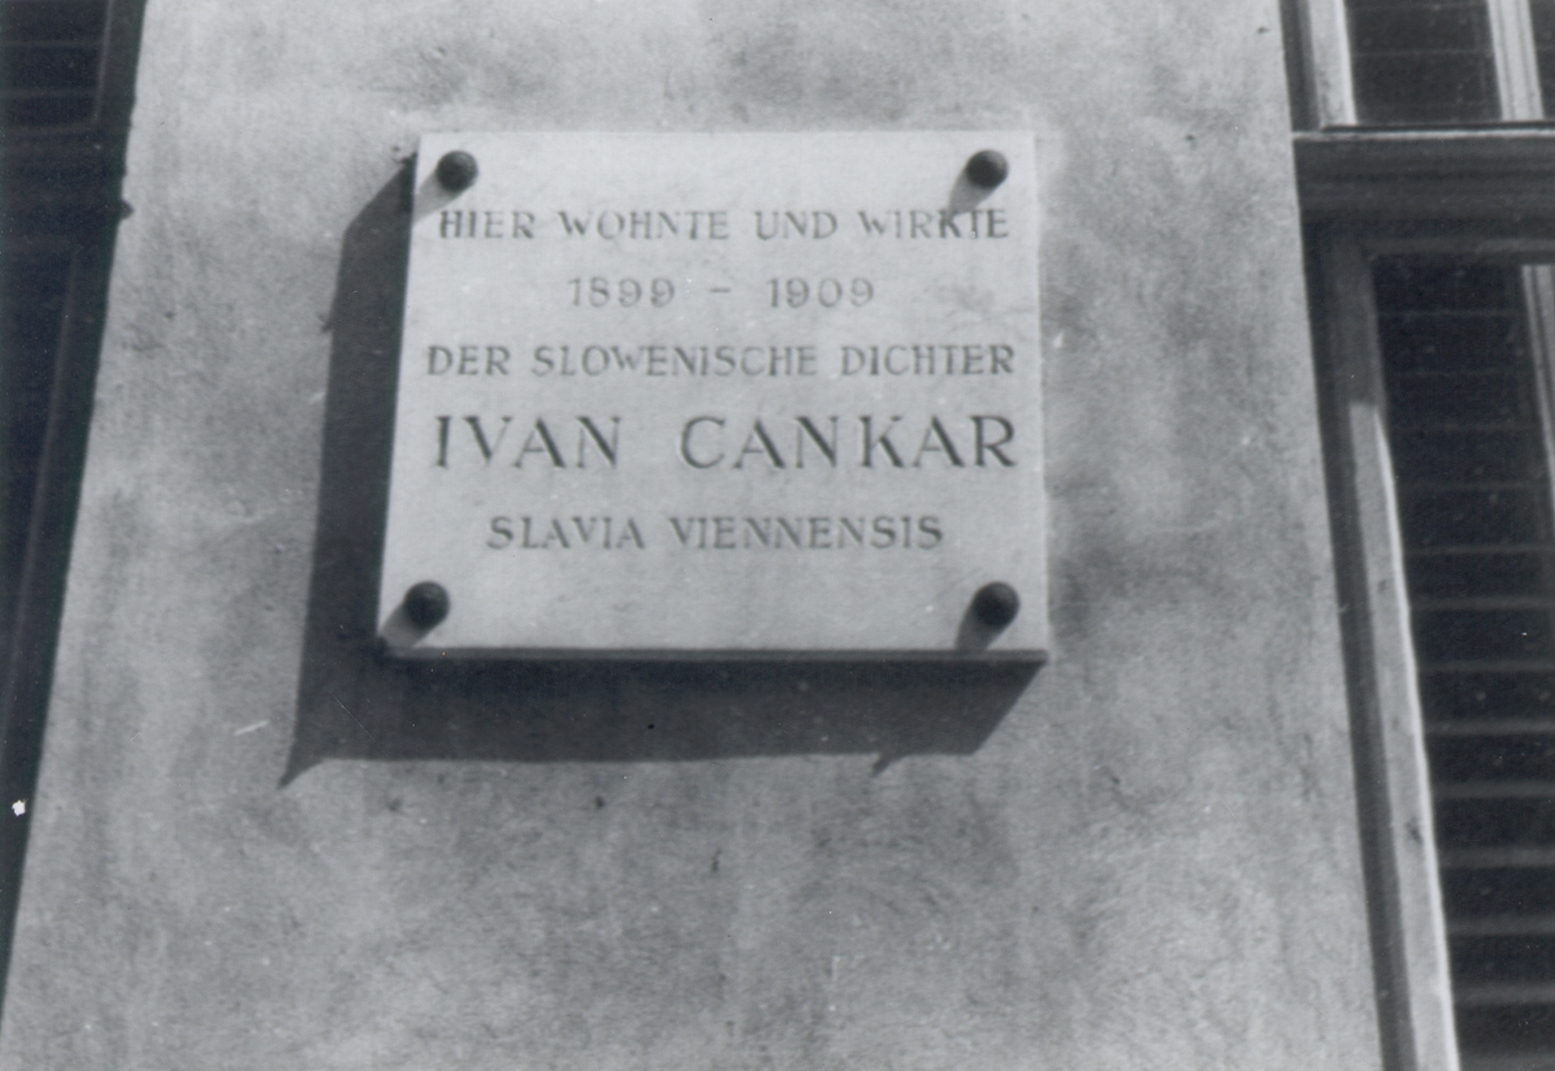 HIER WOHNTE UND WIRKTE
1899 – 1909
DER SLOWENISCHE DICHTER
IVAN CANKAR
SLAVIA VIENNENSIS